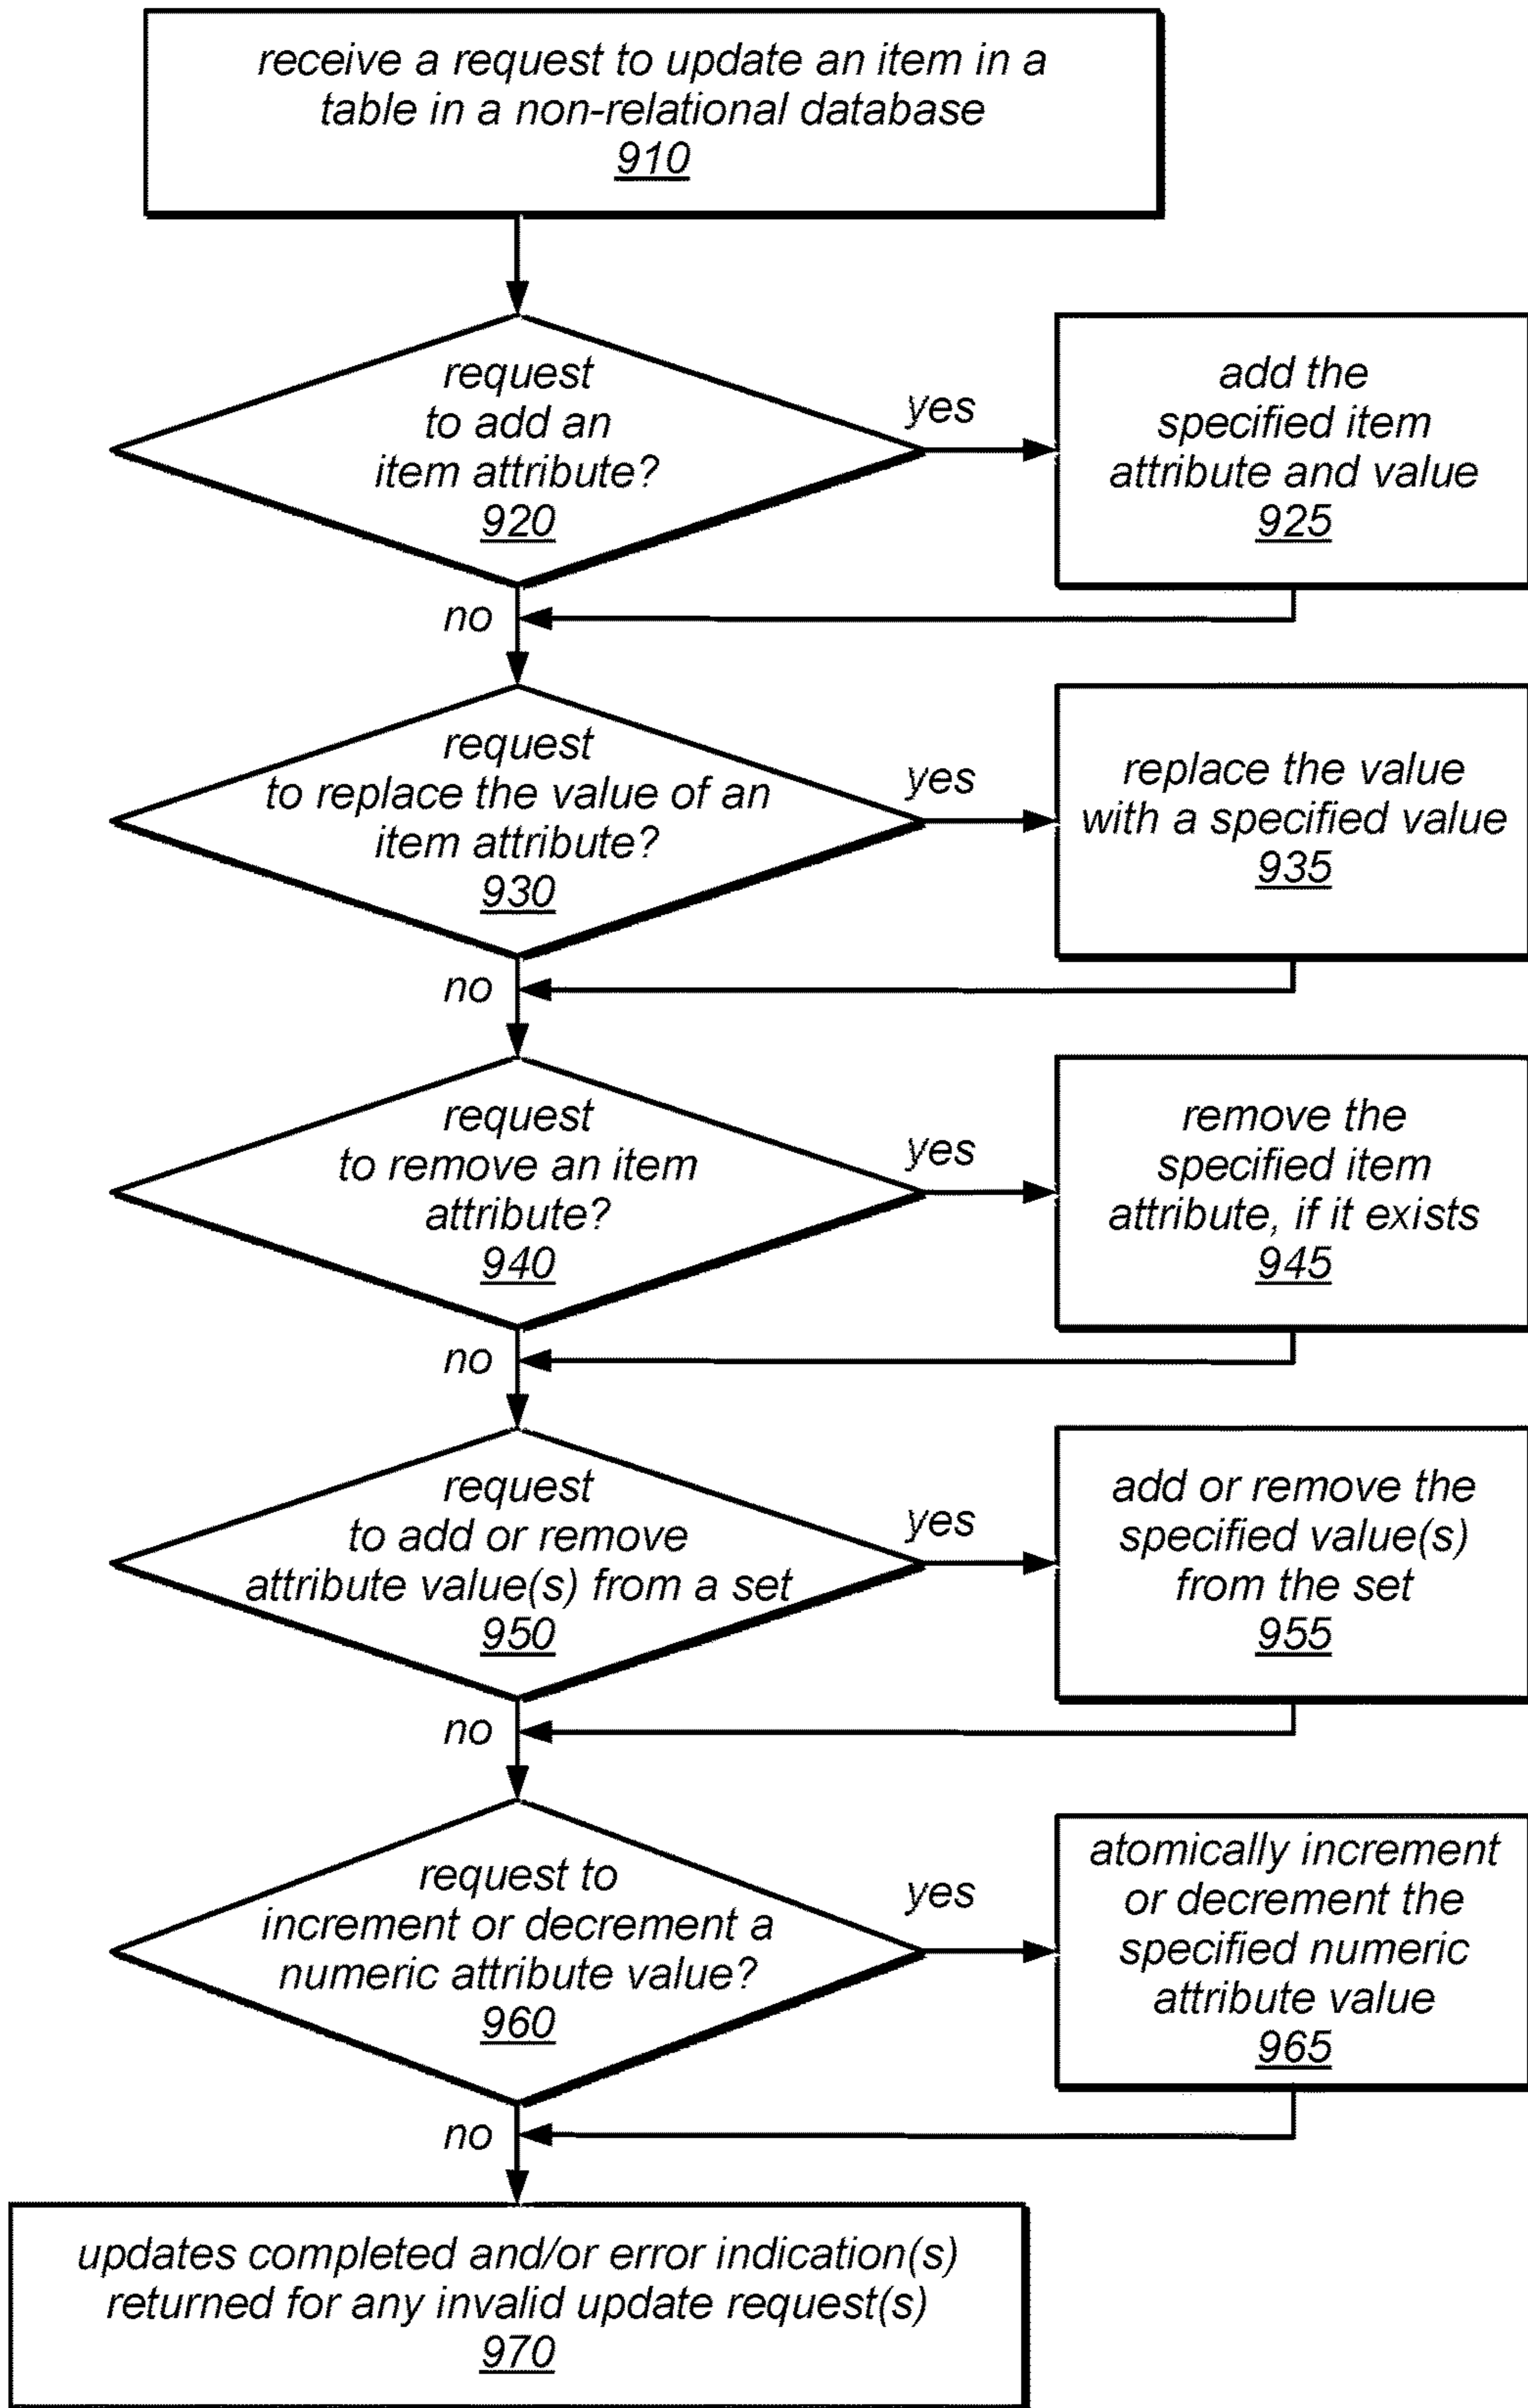 receive a request to update an item in a
table in a non-relational database
910
request
to add an
item attribute?
920
yes
add the
specified item
attribute and value
925
no
request
to replace the value of an
item attribute?
930
yes
replace the value
with a specified value
935
no
request
to remove an item
attribute?
940
yes
remove the
specified item
attribute, if it exists
945
no
request
to add or remove
attribute value(s) from a set
950
yes
add or remove the
specified value(s)
from the set
955
no
request to
increment or decrement a
numeric attribute value?
960
yes
atomically increment
or decrement the
specified numeric
attribute value
965
no
updates completed and/or error indication(s)
returned for any invalid update request(s)
970